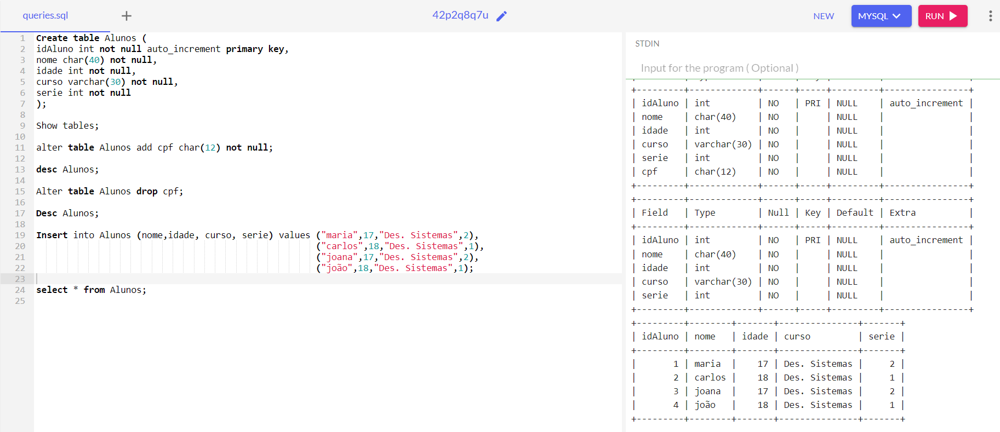 queries.sql
+
42p2q8q7u
NEW
MYSQL
RUN
1 Create table Alunos (
2 idAluno int not null auto_increment primary key,
3 nome char(40) not null,
4 idade int not null,
5 curso varchar(30) not null,
6 serie int not null
7 );
8
9 Show tables;
10
11 alter table Alunos add cpf char(12) not null;
12
13 desc Alunos;
14
15 Alter table Alunos drop cpf;
16
17 Desc Alunos;
18
19 Insert into Alunos (nome,idade, curso, serie) values ("maria",17,"Des. Sistemas",2),
20 ("carlos",18,"Des. Sistemas",1),
21 ("joana",17,"Des. Sistemas",2),
22 ("joão",18,"Des. Sistemas",1);
23
24 select * from Alunos;
25
STDIN
Input for the program ( Optional )
+---------+-------------+------+-----+---------+----------------+
| idAluno | int         | NO   | PRI | NULL    | auto_increment |
| nome    | char(40)    | NO   |     | NULL    |                |
| idade   | int         | NO   |     | NULL    |                |
| curso   | varchar(30) | NO   |     | NULL    |                |
| serie   | int         | NO   |     | NULL    |                |
| cpf     | char(12)    | NO   |     | NULL    |                |
+---------+-------------+------+-----+---------+----------------+
+---------+-------------+------+-----+---------+----------------+
| Field   | Type        | Null | Key | Default | Extra          |
+---------+-------------+------+-----+---------+----------------+
| idAluno | int         | NO   | PRI | NULL    | auto_increment |
| nome    | char(40)    | NO   |     | NULL    |                |
| idade   | int         | NO   |     | NULL    |                |
| curso   | varchar(30) | NO   |     | NULL    |                |
| serie   | int         | NO   |     | NULL    |                |
+---------+-------------+------+-----+---------+----------------+
+---------+--------+-------+---------------+-------+
| idAluno | nome   | idade | curso         | serie |
+---------+--------+-------+---------------+-------+
|       1 | maria  |    17 | Des. Sistemas |     2 |
|       2 | carlos |    18 | Des. Sistemas |     1 |
|       3 | joana  |    17 | Des. Sistemas |     2 |
|       4 | joão   |    18 | Des. Sistemas |     1 |
+---------+--------+-------+---------------+-------+